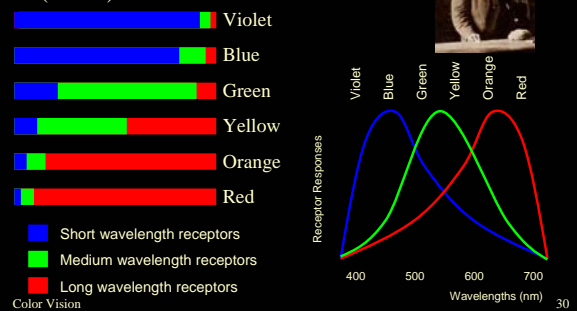 Violet
Blue
Green
Yellow
Orange
Red
Short wavelength receptors
Medium wavelength receptors
Long wavelength receptors
Violet
Blue
Green
Yellow
Orange
Red
Receptor Responses
400 500 600 700
Wavelengths (nm)
Color Vision
30